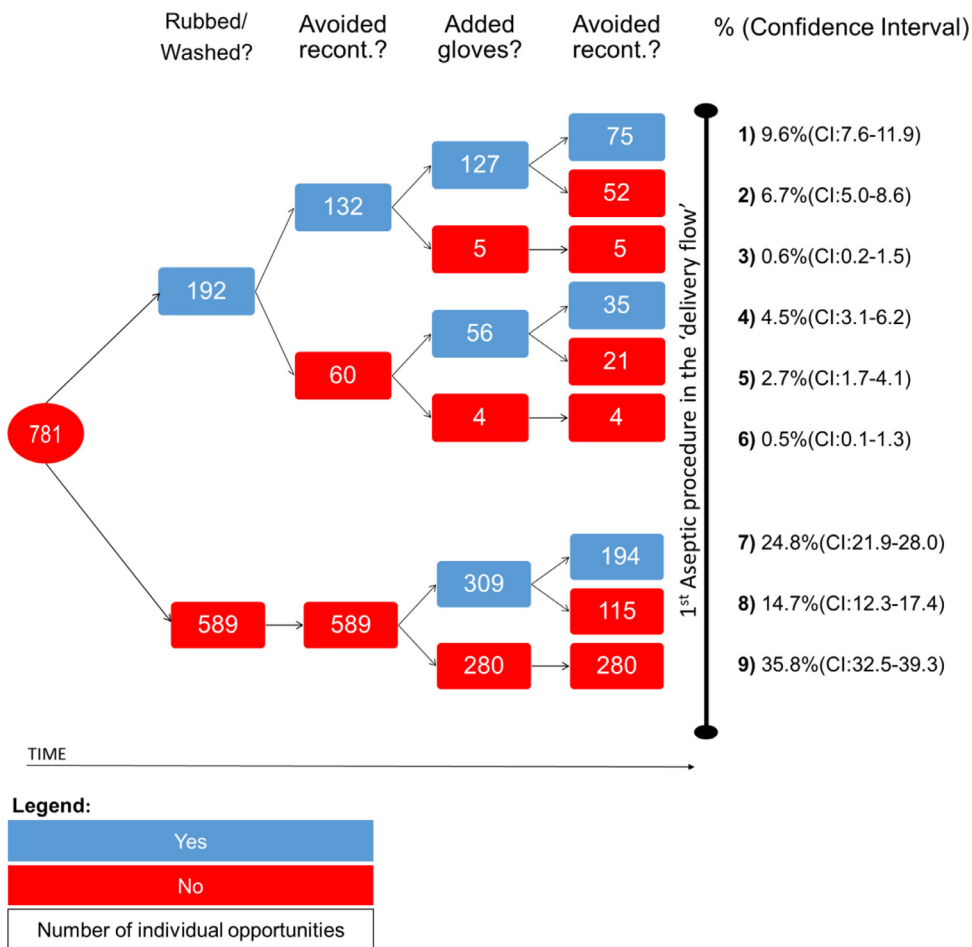 Rubbed/
Washed?
Avoided
recont.?
Added
gloves?
Avoided
recont.?
% (Confidence Interval)
75
127
52
132
5
5
192
35
56
21
60
4
4
781
194
309
115
589
589
280
280
1st Aseptic procedure in the ‘delivery flow’
1) 9.6%(CI:7.6-11.9)
2) 6.7%(CI:5.0-8.6)
3) 0.6%(CI:0.2-1.5)
4) 4.5%(CI:3.1-6.2)
5) 2.7%(CI:1.7-4.1)
6) 0.5%(CI:0.1-1.3)
7) 24.8%(CI:21.9-28.0)
8) 14.7%(CI:12.3-17.4)
9) 35.8%(CI:32.5-39.3)
TIME
Legend:
Yes
No
Number of individual opportunities